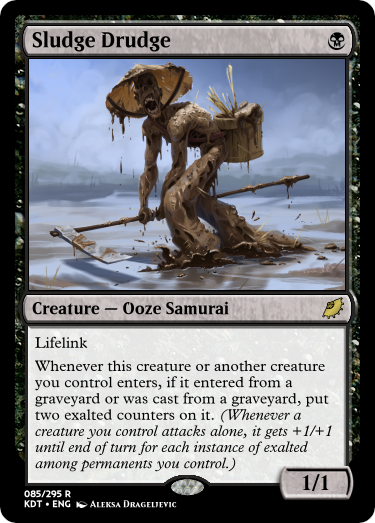 Sludge Drudge
Creature — Ooze Samurai
Lifelink
Whenever this creature or another creature
you control enters, if it entered from a
graveyard or was cast from a graveyard, put
two exalted counters on it. (Whenever a
creature you control attacks alone, it gets +1/+1
until end of turn for each instance of exalted
among permanents you control.)
1/1
085/295 R
KDT • ENG Aleksa Drageljevic